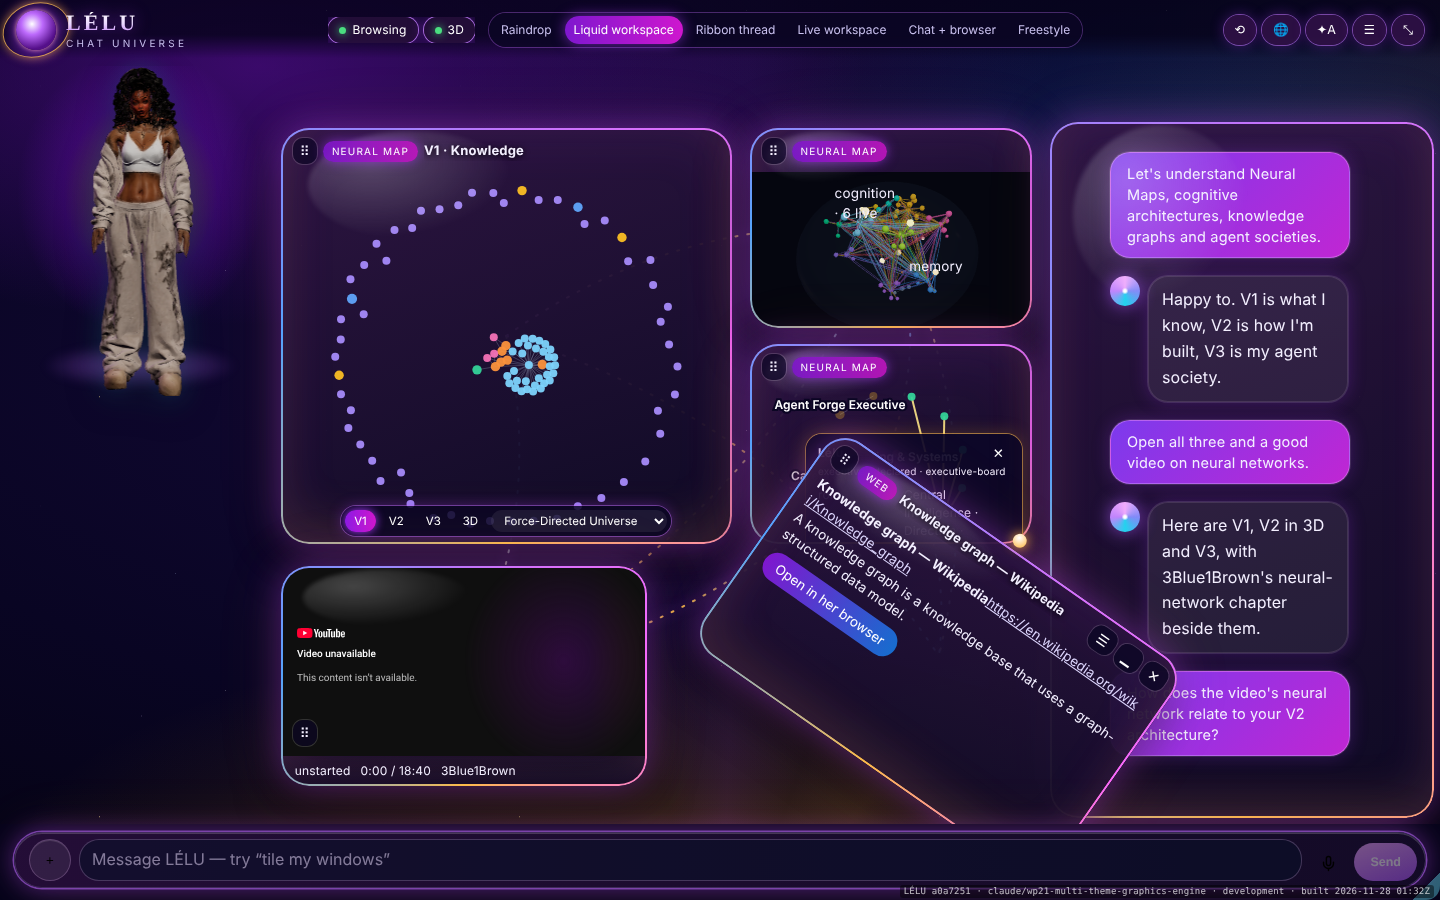 LÉLU
CHAT UNIVERSE
Browsing
3D
Raindrop
Liquid workspace
Ribbon thread
Live workspace
Chat + browser
Freestyle
A
NEURAL MAP
V1 · Knowledge
V1
V2
V3
3D
Force-Directed Universe
NEURAL MAP
cognition
· 6 live
memory
NEURAL MAP
Agent Forge Executive
& Systems
executive-board
WEB
Knowledge graph — Wikipedia
Knowledge graph — Wikipediahttps://en.wikipedia.org/wik
i/Knowledge_graph
A knowledge graph is a knowledge base that uses a graph-
structured data model.
Open in her browser
YouTube
Video unavailable
This content isn't available.
unstarted 0:00 / 18:40 3Blue1Brown
Let's understand Neural
Maps, cognitive
architectures, knowledge
graphs and agent societies.
Happy to. V1 is what I
know, V2 is how I'm
built, V3 is my agent
society.
Open all three and a good
video on neural networks.
Here are V1, V2 in 3D
and V3, with
3Blue1Brown's neural-
network chapter
beside them.
does the video's neural
network relate to your V2
architecture?
Message LÉLU — try “tile my windows”
Send
LÉLU a0a7251 · claude/wp21-multi-theme-graphics-engine · development · built 2026-11-28 01:32Z